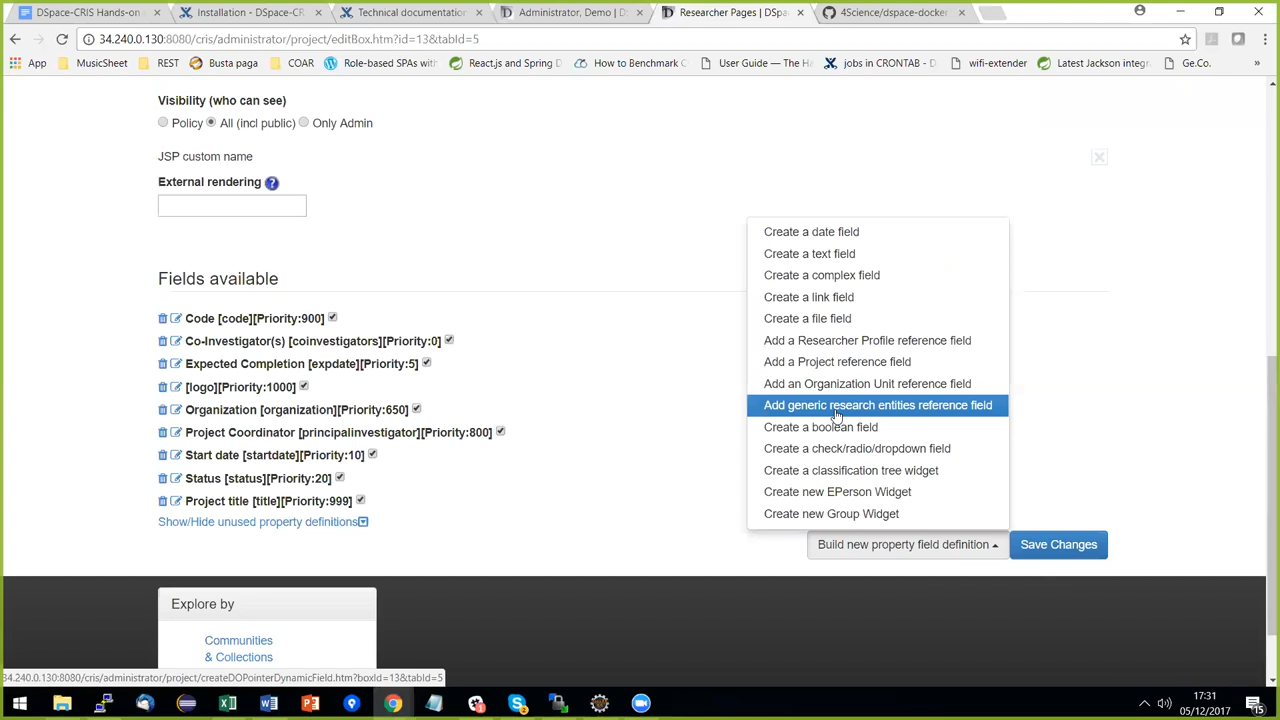 DSpace-CRIS Hands-on
Installation - DSpace-CR
Technical documentation
Administrator, Demo | DS
Researcher Pages | DSpa
4Science/dspace-docker
34.240.0.130:8080/cris/administrator/project/editBox.htm?id=13&tabId=5
App
MusicSheet
REST
Busta paga
COAR
Role-based SPAs wit
React.js and Spring D
How to Benchmark C
User Guide — The Ha
jobs in CRONTAB - D
wifi-extender
Latest Jackson integr
Ge.Co.
»
Visibility (who can see)
Policy All (incl public) Only Admin
JSP custom name
External rendering
Fields available
Code [code][Priority:900]
Co-Investigator(s) [coinvestigators][Priority:0]
Expected Completion [expdate][Priority:5]
[logo][Priority:1000]
Organization [organization][Priority:650]
Project Coordinator [principalinvestigator][Priority:800]
Start date [startdate][Priority:10]
Status [status][Priority:20]
Project title [title][Priority:999]
Show/Hide unused property definitions
Create a date field
Create a text field
Create a complex field
Create a link field
Create a file field
Add a Researcher Profile reference field
Add a Project reference field
Add an Organization Unit reference field
Add generic research entities reference field
Create a boolean field
Create a check/radio/dropdown field
Create a classification tree widget
Create new EPerson Widget
Create new Group Widget
Build new property field definition
Save Changes
Explore by
Communities
& Collections
34.240.0.130:8080/cris/administrator/project/createDOPointerDynamicField.htm?boxId=13&tabId=5
17:31
05/12/2017
15